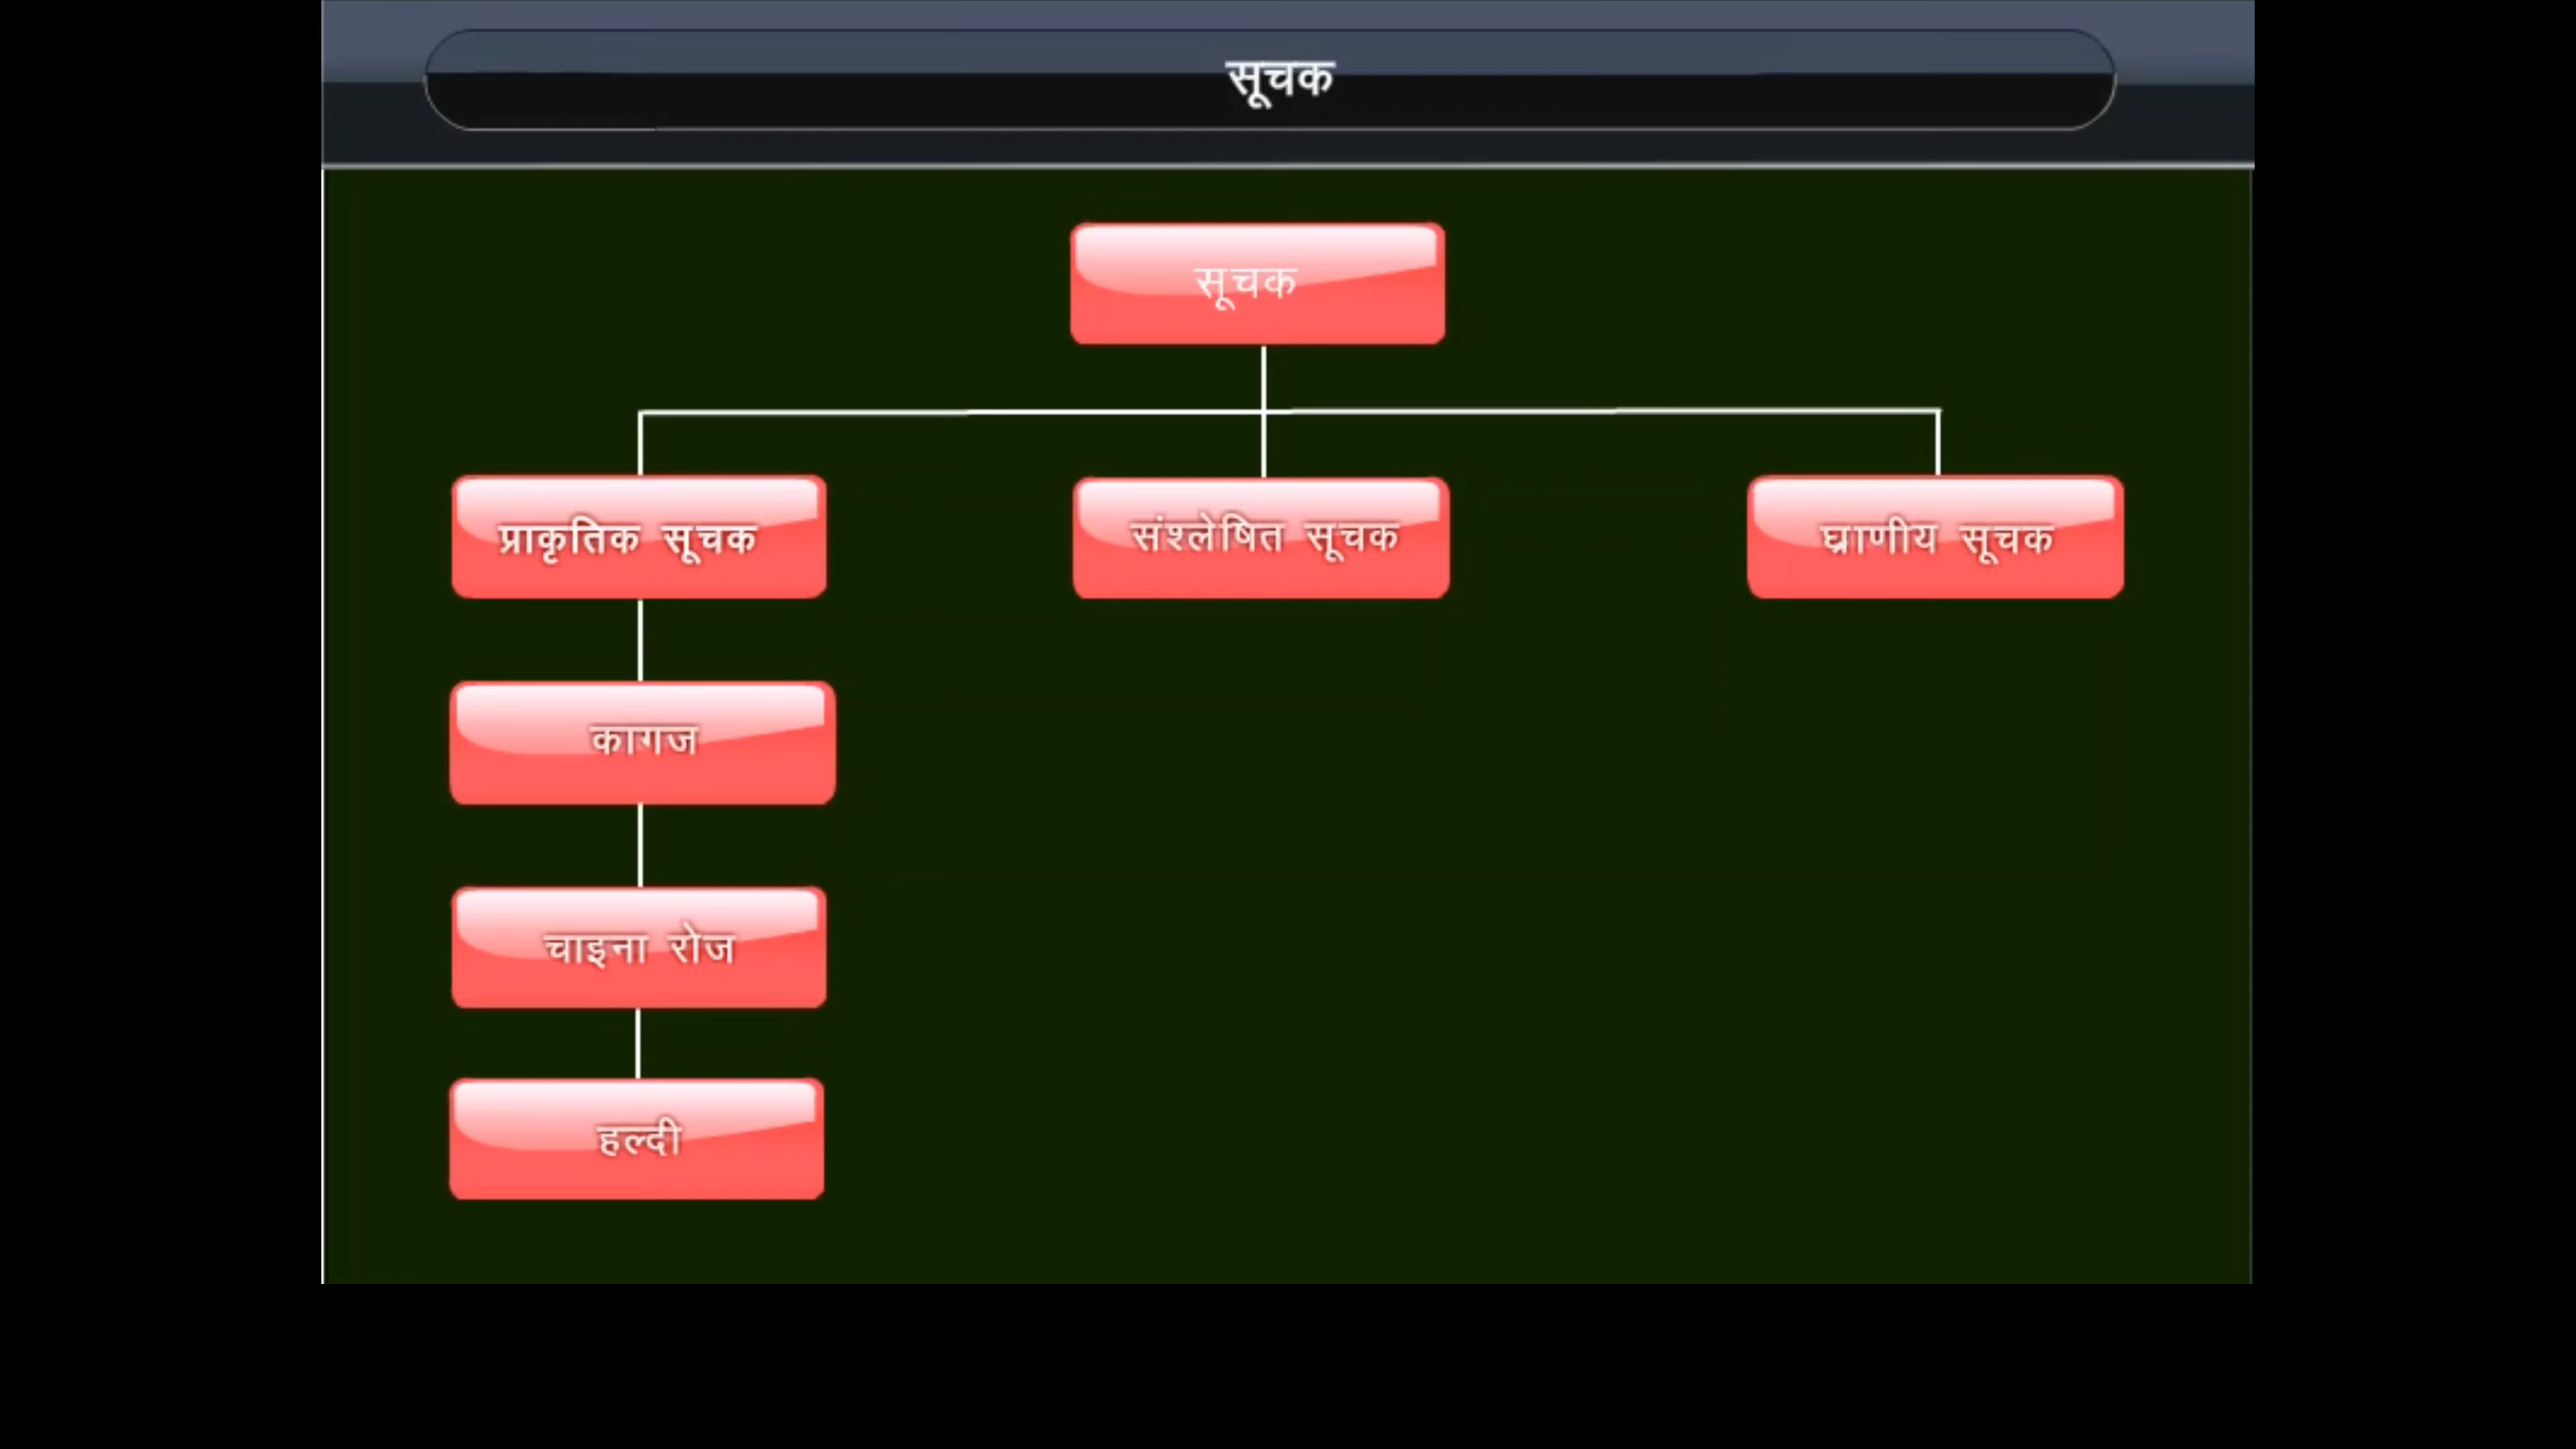 सूचक
सूचक
प्राकृतिक सूचक
संश्लेषित सूचक
घ्राणीय सूचक
कागज
चाइना रोज
हल्दी